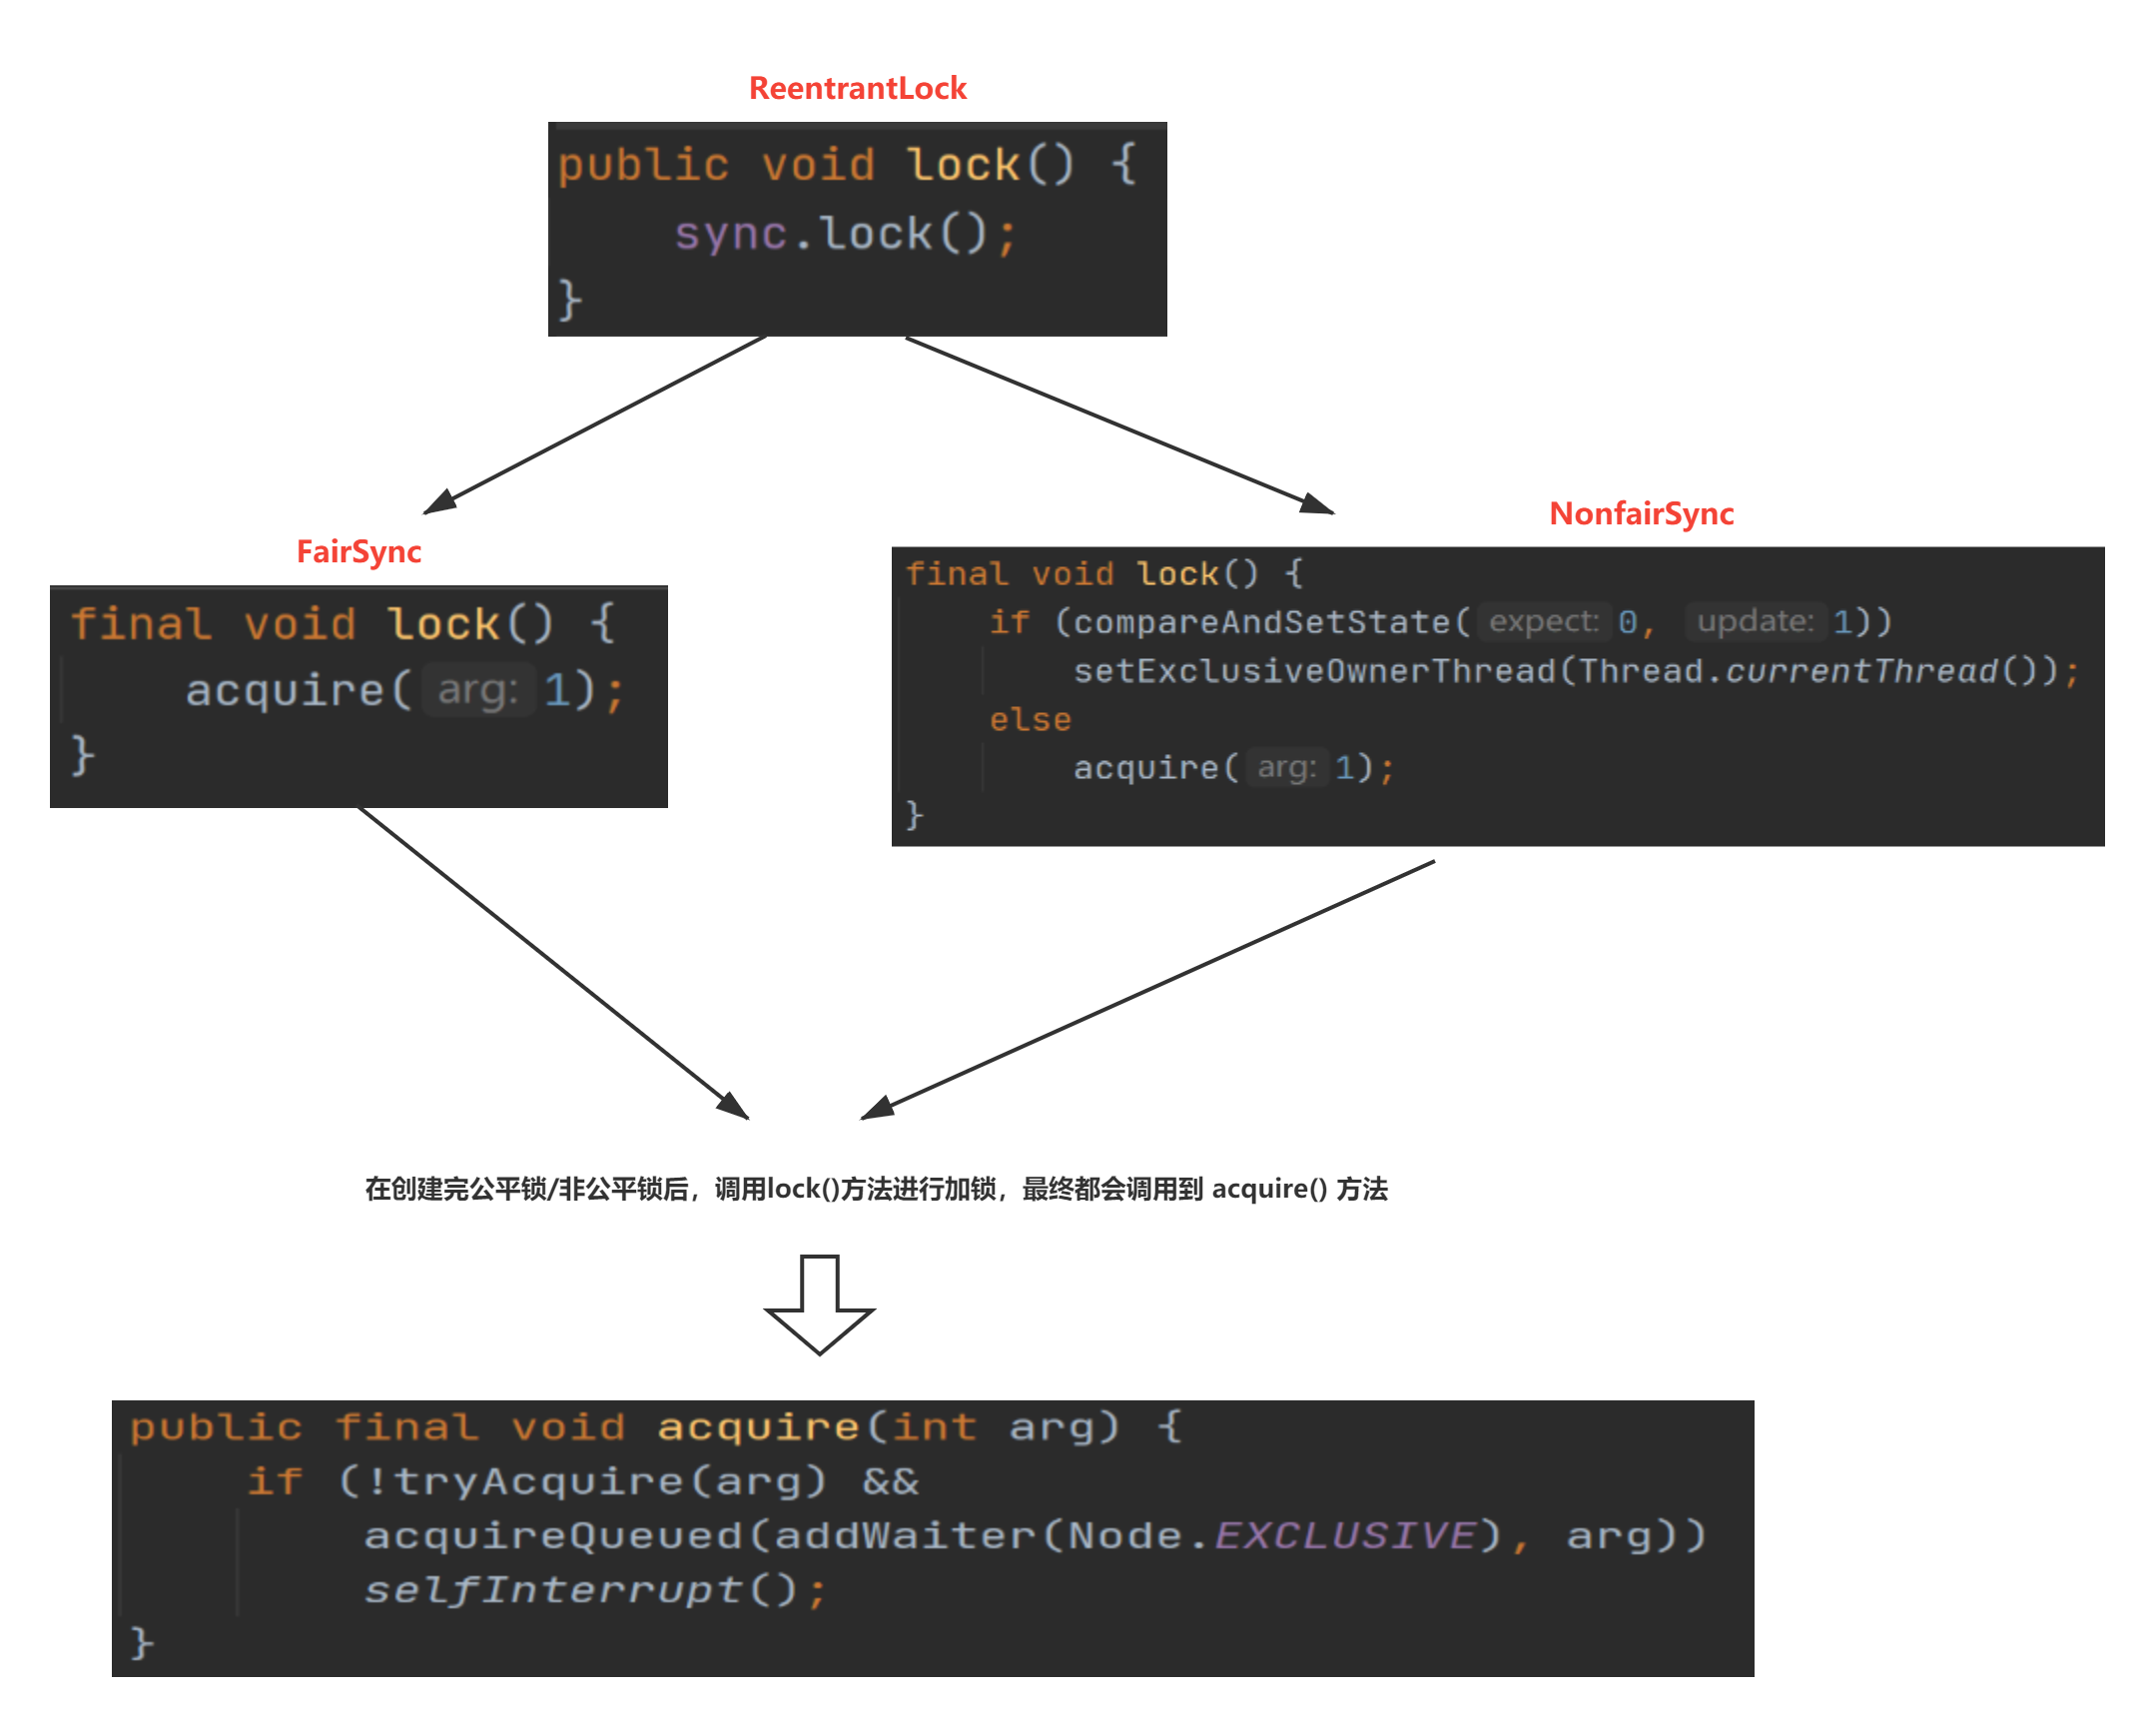 ReentrantLock
public void lock() {
sync.lock();
}
FairSync
final void lock() {
acquire( arg: 1);
}
NonfairSync
final void lock() {
if (compareAndSetState( expect: 0, update: 1))
setExclusiveOwnerThread(Thread.currentThread());
else
acquire( arg: 1);
}
在创建完公平锁/非公平锁后，调用lock()方法进行加锁，最终都会调用到 acquire() 方法
public final void acquire(int arg) {
if (!tryAcquire(arg) &&
acquireQueued(addWaiter(Node.EXCLUSIVE), arg))
selfInterrupt();
}